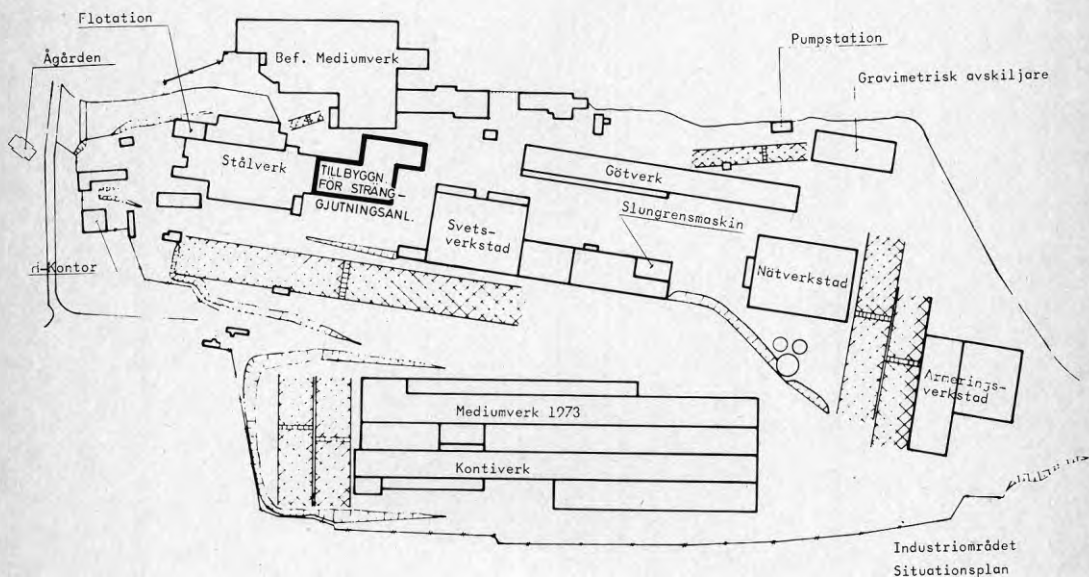 Flotation
Ågården
Bef. Mediumverk
Pumpstation
Gravimetrisk avskiljare
Stålverk
TILLBYGGN.
FÖR STRÄNG-
GJUTNINGSANL.
Götverk
Svets-
verkstad
Slungrensmaskin
Nätverkstad
ri-Kontor
Armerings-
verkstad
Mediumverk 1973
Kontiverk
Industriområdet
Situationsplan